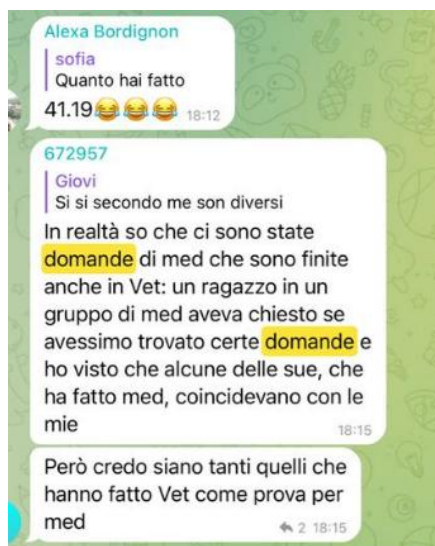 Alexa Bordignon
sofia
Quanto hai fatto
41.19😂😂😂 18:12
672957
Giovi
Si si secondo me son diversi
In realtà so che ci sono state
domande di med che sono finite
anche in Vet: un ragazzo in un
gruppo di med aveva chiesto se
avessimo trovato certe domande e
ho visto che alcune delle sue, che
ha fatto med, coincidevano con le
mie
18:15
Però credo siano tanti quelli che
hanno fatto Vet come prova per
med
2 18:15